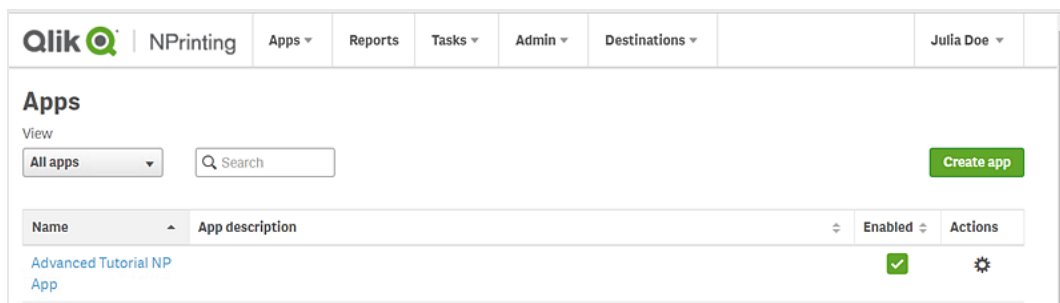 Qlik NPrinting Apps Reports Tasks Admin Destinations Julia Doe
Apps
View
All apps Search Create app
Name App description Enabled Actions
Advanced Tutorial NP
App